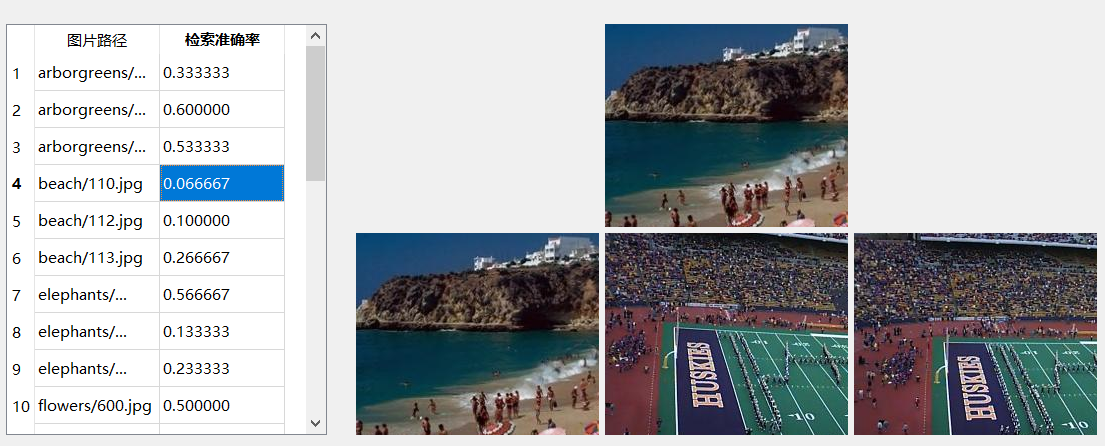 图片路径 检索准确率
1 arborgreens/... 0.333333
2 arborgreens/... 0.600000
3 arborgreens/... 0.533333
4 beach/110.jpg 0.066667
5 beach/112.jpg 0.100000
6 beach/113.jpg 0.266667
7 elephants/... 0.566667
8 elephants/... 0.133333
9 elephants/... 0.233333
10 flowers/600.jpg 0.500000
HUSKIES
HUSKIES